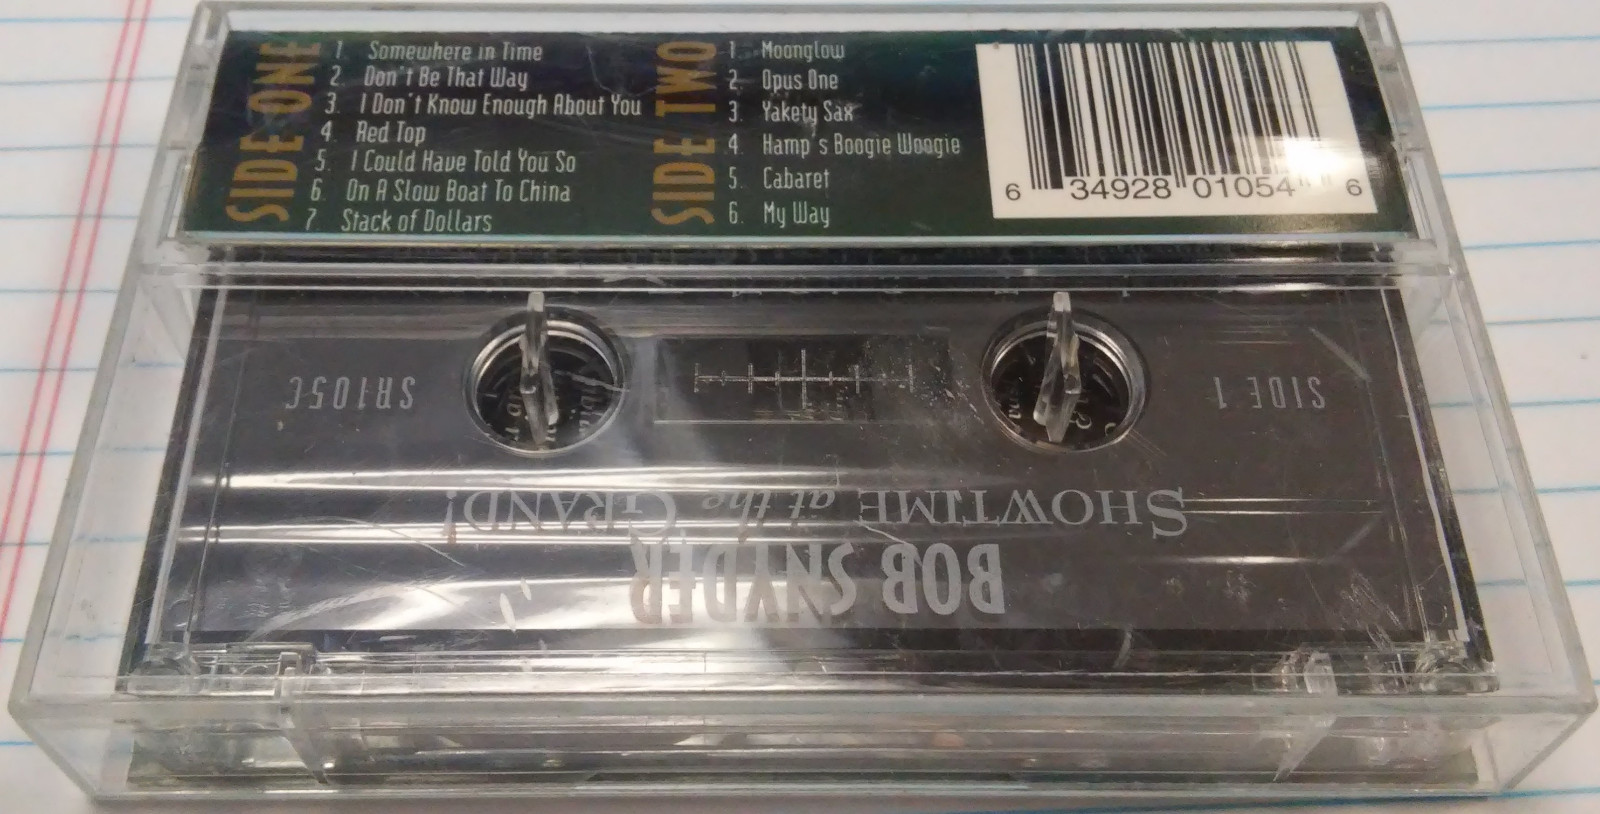 SIDE ONE
1. Somewhere in Time
2. Don't Be That Way
3. I Don't Know Enough About You
4. Red Top
5. I Could Have Told You So
6. On A Slow Boat To China
7. Stack of Dollars
SIDE TWO
1. Moonglow
2. Opus One
3. Yakety Sax
4. Hamp's Boogie Woogie
5. Cabaret
6. My Way
6 34928 01054 6
BOB SNYDER
SHOWTIME at the GRAND!
SIDE 1
SR105C